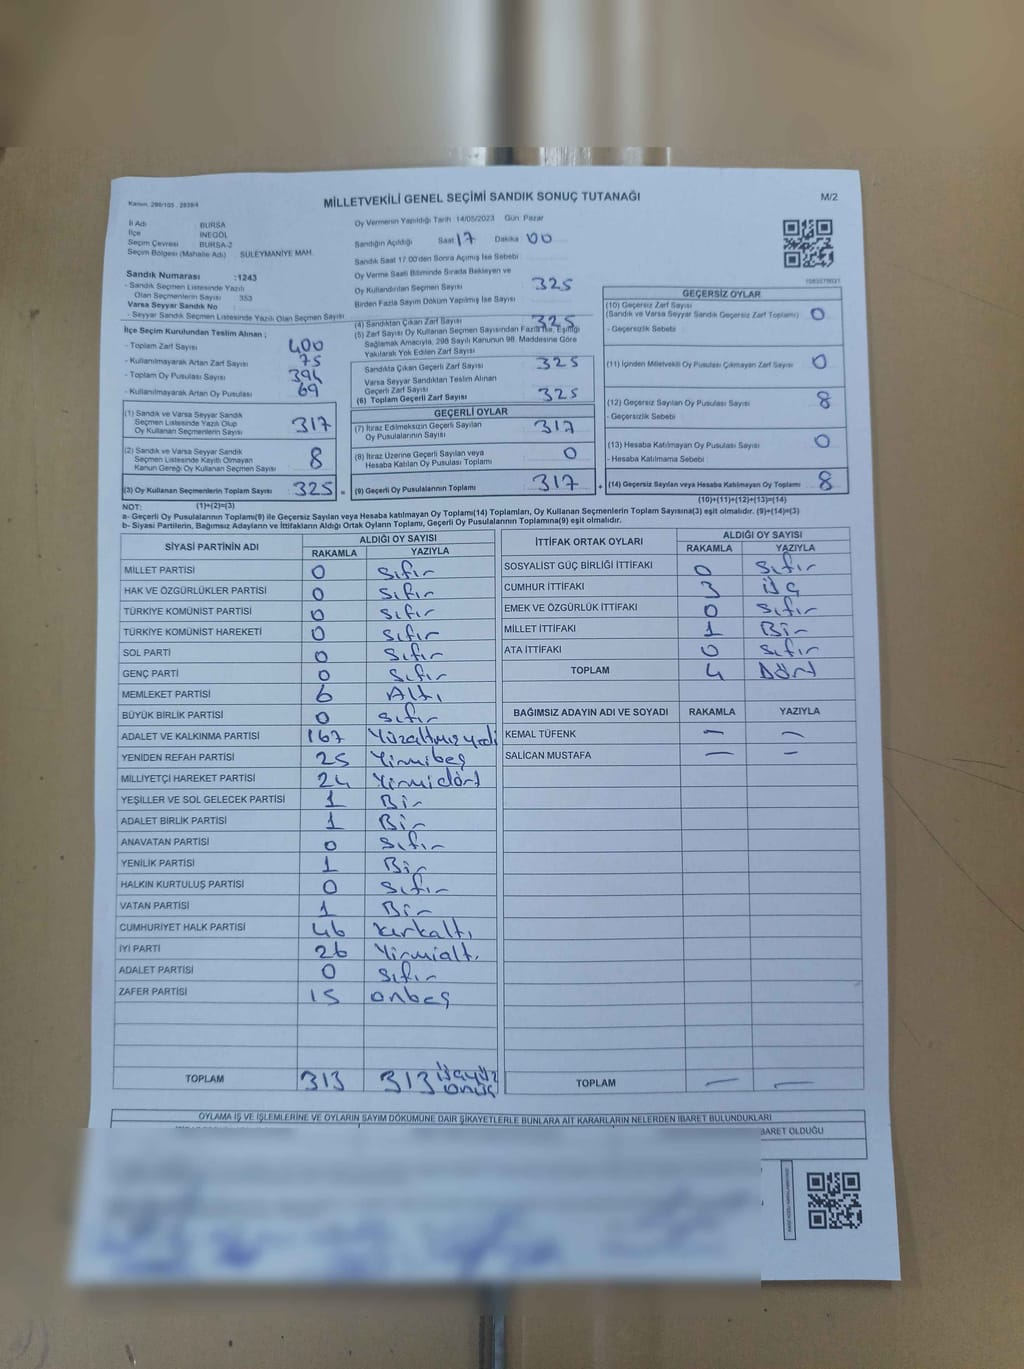 Kanun, 298/105 , 2839/4
MİLLETVEKİLİ GENEL SEÇİMİ SANDIK SONUÇ TUTANAĞI
M/2
İl Adı BURSA
İlçe İNEGÖL
Seçim Çevresi BURSA-2
Seçim Bölgesi (Mahalle Adı) SÜLEYMANİYE MAH.
Sandık Numarası :1243
- Sandık Seçmen Listesinde Yazılı
Olan Seçmenlerin Sayısı 353
Varsa Seyyar Sandık No :
- Seyyar Sandık Seçmen Listesinde Yazılı Olan Seçmen Sayısı
Oy Vermenin Yapıldığı Tarih 14/05/2023 Gün: Pazar
Sandığın Açıldığı Saat 17 Dakika 00
Sandık Saat 17:00'den Sonra Açımış İse Sebebi
Oy Verme Saati Bitiminde Sırada Bekleyen ve
Oy Kullandırılan Seçmen Sayısı 325
Birden Fazla Sayım Döküm Yapılmış İse Sayısı
İlçe Seçim Kurulundan Teslim Alınan ;
- Toplam Zarf Sayısı 400
- Kullanılmayarak Artan Zarf Sayısı 75
- Toplam Oy Pusulası Sayısı 394
- Kullanılmayarak Artan Oy Pusulası 69
(1) Sandık ve Varsa Seyyar Sandık
Seçmen Listesinde Yazılı Olup
Oy Kullanan Seçmenlerin Sayısı 317
(2) Sandık ve Varsa Seyyar Sandık
Seçmen Listesinde Kayıtlı Olmayan
Kanun Gereği Oy Kullanan Seçmen Sayısı 8
(3) Oy Kullanan Seçmenlerin Toplam Sayısı 325 =
(4) Sandıktan Çıkan Zarf Sayısı 325
(5) Zarf Sayısı Oy Kullanan Seçmen Sayısından Fazla İse, Eşitliği
Sağlamak Amacıyla, 298 Sayılı Kanunun 98. Maddesine Göre
Yakılarak Yok Edilen Zarf Sayısı
Sandıkta Çıkan Geçerli Zarf Sayısı 325
Varsa Seyyar Sandıktan Teslim Alınan
Geçerli Zarf Sayısı
(6) Toplam Geçerli Zarf Sayısı 325
GEÇERLİ OYLAR
(7) İtiraz Edilmeksizin Geçerli Sayılan
Oy Pusulalarının Sayısı 317
(8) İtiraz Üzerine Geçerli Sayılan veya
Hesaba Katılan Oy Pusulası Toplamı 0
(9) Geçerli Oy Pusulalarının Toplamı 317 +
GEÇERSİZ OYLAR
(10) Geçersiz Zarf Sayısı
(Sandık ve Varsa Seyyar Sandık Geçersiz Zarf Toplamı) 0
- Geçersizlik Sebebi :
(11) İçinden Milletvekili Oy Pusulası Çıkmayan Zarf Sayısı 0
(12) Geçersiz Sayılan Oy Pusulası Sayısı 8
- Geçersizlik Sebebi :
(13) Hesaba Katılmayan Oy Pusulası Sayısı 0
- Hesaba Katılmama Sebebi :
(14) Geçersiz Sayılan veya Hesaba Katılmayan Oy Toplamı 8
NOT: (1)+(2)=(3)
(10)+(11)+(12)+(13)=(14)
a- Geçerli Oy Pusulalarının Toplamı(9) ile Geçersiz Sayılan veya Hesaba katılmayan Oy Toplamı(14) Toplamları, Oy Kullanan Seçmenlerin Toplam Sayısına(3) eşit olmalıdır. (9)+(14)=(3)
b- Siyasi Partilerin, Bağımsız Adayların ve İttifakların Aldığı Ortak Oyların Toplamı, Geçerli Oy Pusulalarının Toplamına(9) eşit olmalıdır.
SİYASİ PARTİNİN ADI ALDIĞI OY SAYISI
RAKAMLA YAZIYLA
MİLLET PARTİSİ 0 Sıfır
HAK VE ÖZGÜRLÜKLER PARTİSİ 0 Sıfır
TÜRKİYE KOMÜNİST PARTİSİ 0 Sıfır
TÜRKİYE KOMÜNİST HAREKETİ 0 Sıfır
SOL PARTİ 0 Sıfır
GENÇ PARTİ 0 Sıfır
MEMLEKET PARTİSİ 6 Altı
BÜYÜK BİRLİK PARTİSİ 0 Sıfır
ADALET VE KALKINMA PARTİSİ 167 Yüzaltmışyedi
YENİDEN REFAH PARTİSİ 25 Yirmibeş
MİLLİYETÇİ HAREKET PARTİSİ 24 Yirmidört
YEŞİLLER VE SOL GELECEK PARTİSİ 1 Bir
ADALET BİRLİK PARTİSİ 1 Bir
ANAVATAN PARTİSİ 0 Sıfır
YENİLİK PARTİSİ 1 Bir
HALKIN KURTULUŞ PARTİSİ 0 Sıfır
VATAN PARTİSİ 1 Bir
CUMHURİYET HALK PARTİSİ 46 Kırkaltı
İYİ PARTİ 26 Yirmialtı
ADALET PARTİSİ 0 Sıfır
ZAFER PARTİSİ 15 onbeş
TOPLAM 313 313 üçyüz
onüç
İTTİFAK ORTAK OYLARI ALDIĞI OY SAYISI
RAKAMLA YAZIYLA
SOSYALİST GÜÇ BİRLİĞİ İTTİFAKI 0 Sıfır
CUMHUR İTTİFAKI 3 üç
EMEK VE ÖZGÜRLÜK İTTİFAKI 0 Sıfır
MİLLET İTTİFAKI 1 Bir
ATA İTTİFAKI 0 Sıfır
TOPLAM 4 Dört
BAĞIMSIZ ADAYIN ADI VE SOYADI RAKAMLA YAZIYLA
KEMAL TÜFENK — —
SALİCAN MUSTAFA — —
TOPLAM — —
OYLAMA İŞ VE İŞLEMLERİNE VE OYLARIN SAYIM DÖKÜMÜNE DAİR ŞİKAYETLERLE BUNLARA AİT KARARLARIN NELERDEN İBARET BULUNDUKLARI
BARET OLDUĞU